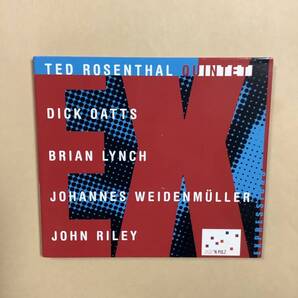 TED ROSENTHAL QUINTET
DICK OATTS
BRIAN LYNCH
JOHANNES WEIDENMÜLLER
JOHN RILEY
EX